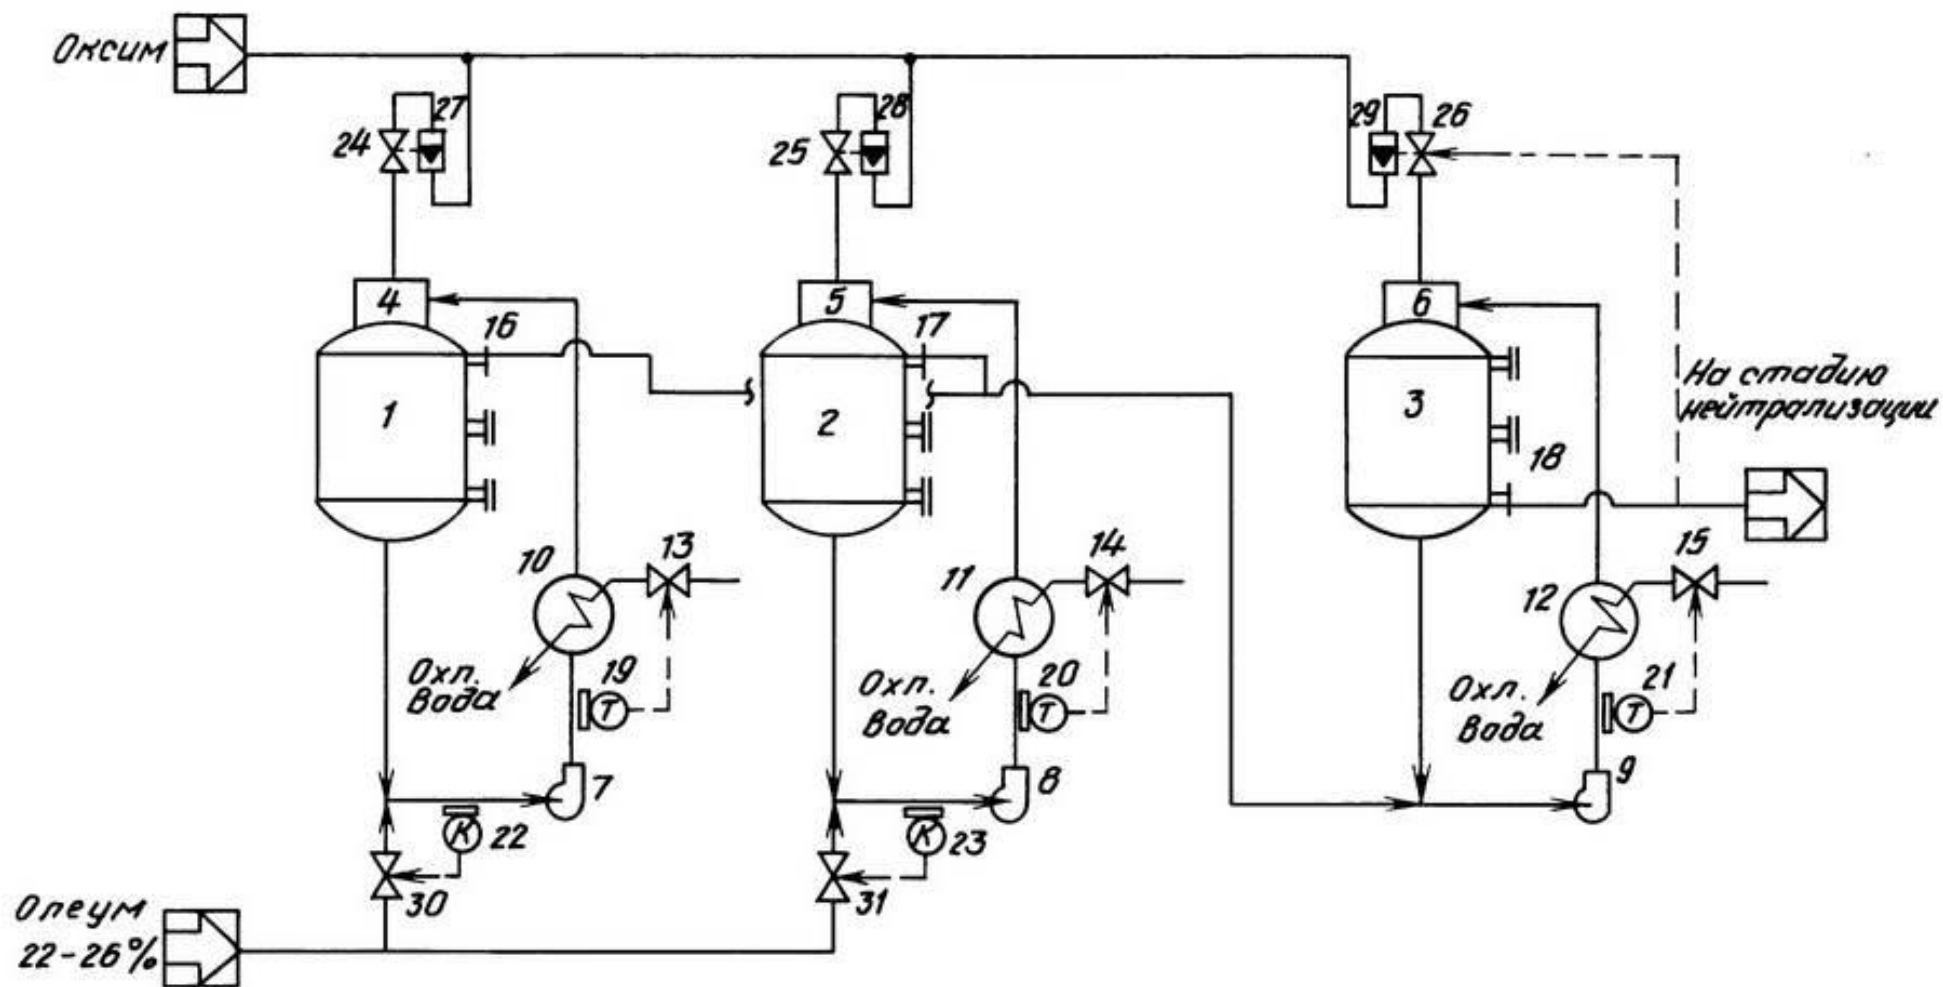 Оксим
27
24
28
25
29
26
4
16
5
17
6
1
2
3
На стадию
нейтрализации
18
10
13
11
14
12
15
Охл.
вода
19
Охл.
вода
20
Охл.
вода
21
Т
Т
Т
7
8
9
К
22
К
23
30
31
Олеум
22-26%